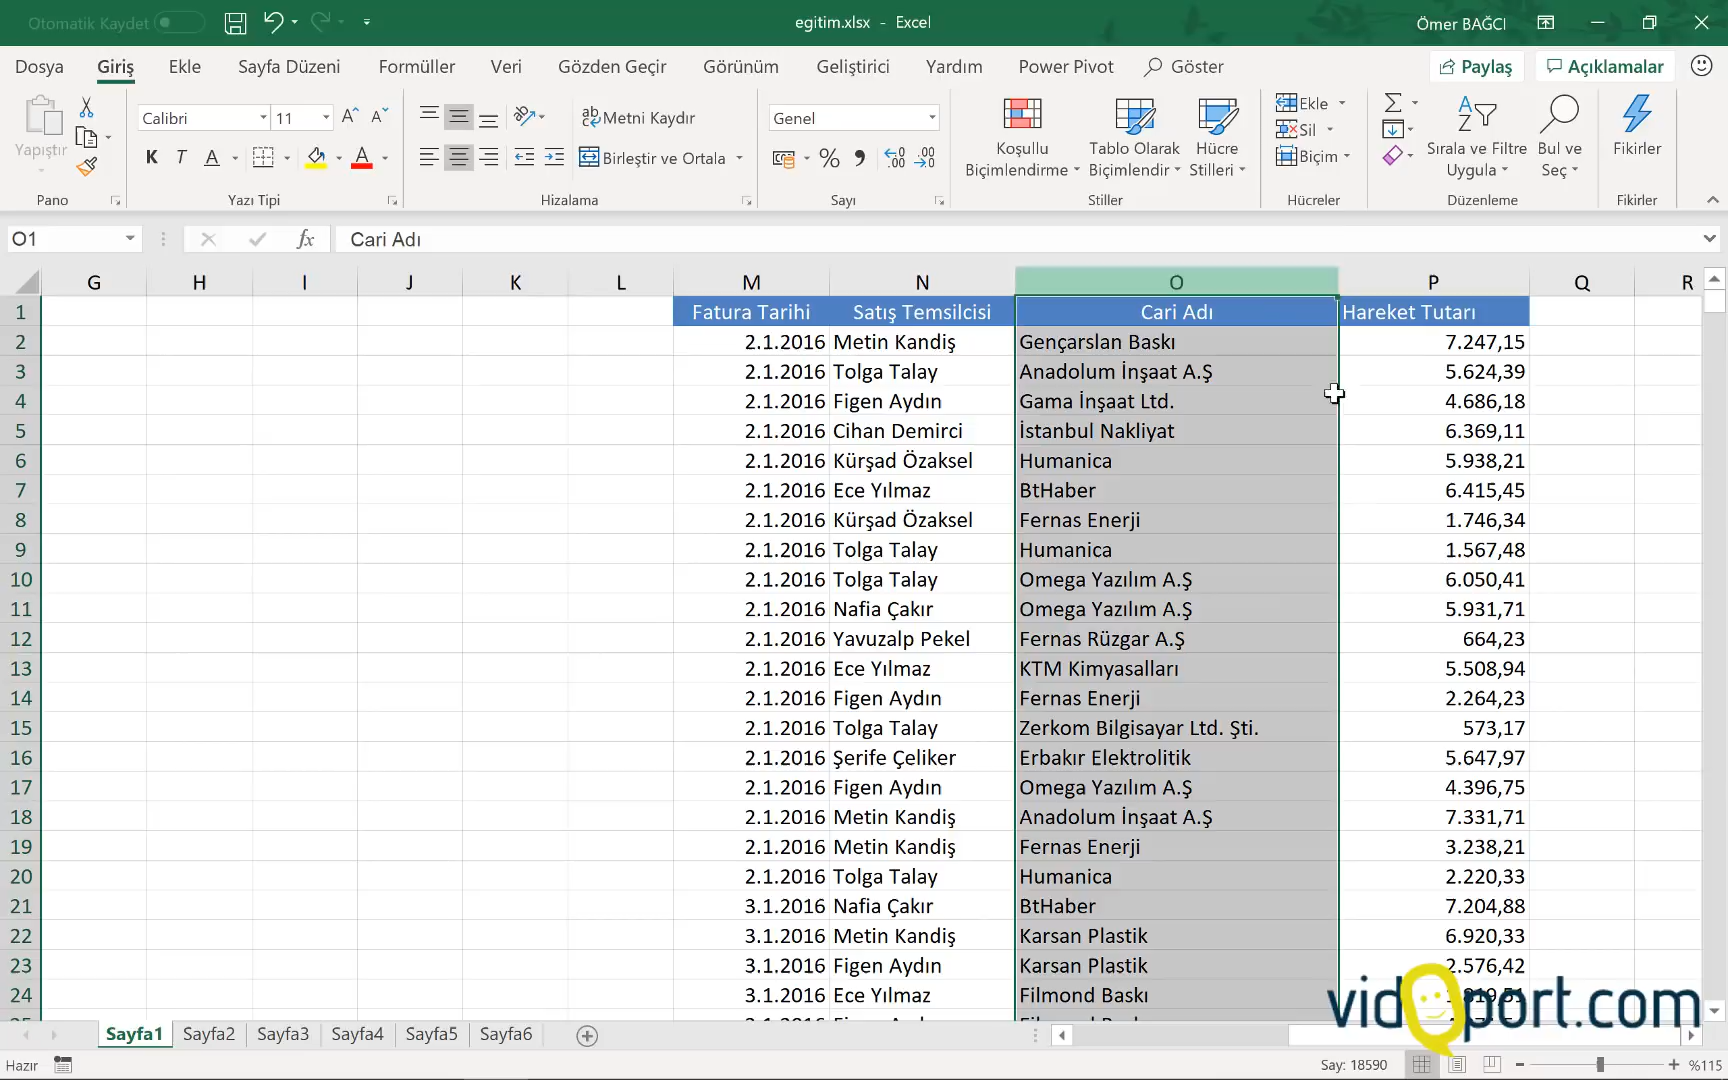 Otomatik Kaydet
egitim.xlsx - Excel
Ömer BAĞCI
Dosya Giriş Ekle Sayfa Düzeni Formüller Veri Gözden Geçir Görünüm Geliştirici Yardım Power Pivot Göster Paylaş Açıklamalar
Yapıştır
Calibri 11
K T A
Metni Kaydır
Birleştir ve Ortala
Genel
%
Koşullu Biçimlendirme
Tablo Olarak Biçimlendir
Hücre Stilleri
Ekle
Sil
Biçim
Sırala ve Filtre Uygula
Bul ve Seç
Fikirler
Pano Yazı Tipi Hizalama Sayı Stiller Hücreler Düzenleme Fikirler
O1 fx Cari Adı
G H I J K L M N O P Q R
1 Fatura Tarihi Satış Temsilcisi Cari Adı Hareket Tutarı
2 2.1.2016 Metin Kandiş Gençarslan Baskı 7.247,15
3 2.1.2016 Tolga Talay Anadolum İnşaat A.Ş 5.624,39
4 2.1.2016 Figen Aydın Gama İnşaat Ltd. 4.686,18
5 2.1.2016 Cihan Demirci İstanbul Nakliyat 6.369,11
6 2.1.2016 Kürşad Özaksel Humanica 5.938,21
7 2.1.2016 Ece Yılmaz BtHaber 6.415,45
8 2.1.2016 Kürşad Özaksel Fernas Enerji 1.746,34
9 2.1.2016 Tolga Talay Humanica 1.567,48
10 2.1.2016 Tolga Talay Omega Yazılım A.Ş 6.050,41
11 2.1.2016 Nafia Çakır Omega Yazılım A.Ş 5.931,71
12 2.1.2016 Yavuzalp Pekel Fernas Rüzgar A.Ş 664,23
13 2.1.2016 Ece Yılmaz KTM Kimyasalları 5.508,94
14 2.1.2016 Figen Aydın Fernas Enerji 2.264,23
15 2.1.2016 Tolga Talay Zerkom Bilgisayar Ltd. Şti. 573,17
16 2.1.2016 Şerife Çeliker Erbakır Elektrolitik 5.647,97
17 2.1.2016 Figen Aydın Omega Yazılım A.Ş 4.396,75
18 2.1.2016 Metin Kandiş Anadolum İnşaat A.Ş 7.331,71
19 2.1.2016 Metin Kandiş Fernas Enerji 3.238,21
20 2.1.2016 Tolga Talay Humanica 2.220,33
21 3.1.2016 Nafia Çakır BtHaber 7.204,88
22 3.1.2016 Metin Kandiş Karsan Plastik 6.920,33
23 3.1.2016 Figen Aydın Karsan Plastik 2.576,42
24 3.1.2016 Ece Yılmaz Filmond Baskı
vidoport.com
Sayfa1 Sayfa2 Sayfa3 Sayfa4 Sayfa5 Sayfa6
Hazır
Say: 18590
%115